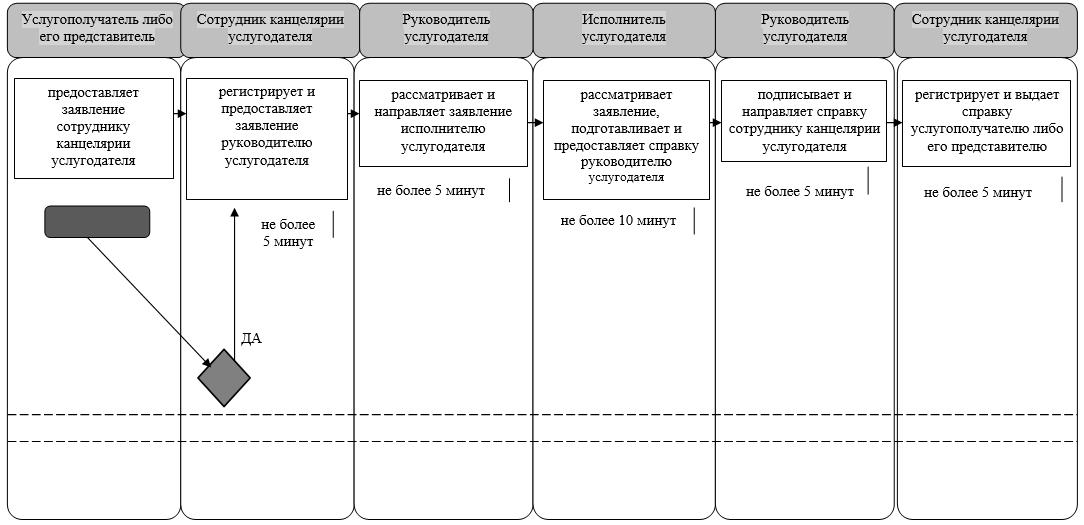 Услугополучатель либо
его представитель
Сотрудник канцелярии
услугодателя
Руководитель
услугодателя
Исполнитель
услугодателя
Руководитель
услугодателя
Сотрудник канцелярии
услугодателя
предоставляет
заявление
сотруднику
канцелярии
услугодателя
регистрирует и
предоставляет
заявление
руководителю
услугодателя
рассматривает и
направляет заявление
исполнителю
услугодателя
рассматривает
заявление,
подготавливает и
предоставляет справку
руководителю
услугодателя
подписывает и
направляет справку
сотруднику канцелярии
услугодателя
регистрирует и выдает
справку
услугополучателю либо
его представителю
не более
5 минут
не более 5 минут
не более 10 минут
не более 5 минут
не более 5 минут
ДА